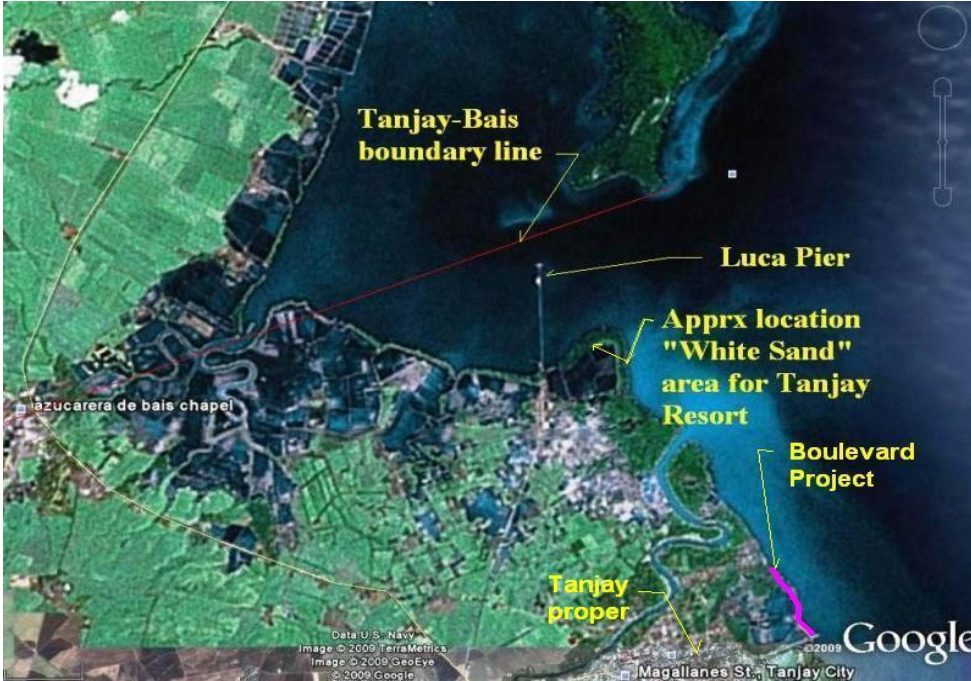 Tanjay-Bais
boundary line
Luca Pier
Apprx location
"White Sand"
area for Tanjay
Resort
azucarera de bais chapel
Boulevard
Project
Tanjay
proper
Data U.S. Navy
Image © 2009 TerraMetrics
Image © 2009 GeoEye
© 2009 Google
©2009 Google
Magallanes St., Tanjay City